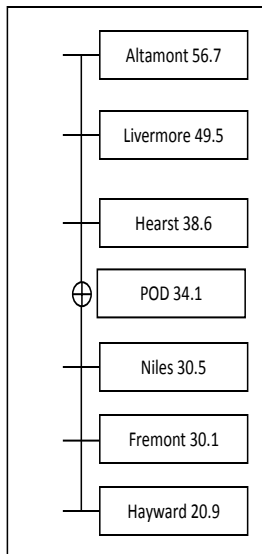 Altamont 56.7
Livermore 49.5
Hearst 38.6
POD 34.1
Niles 30.5
Fremont 30.1
Hayward 20.9